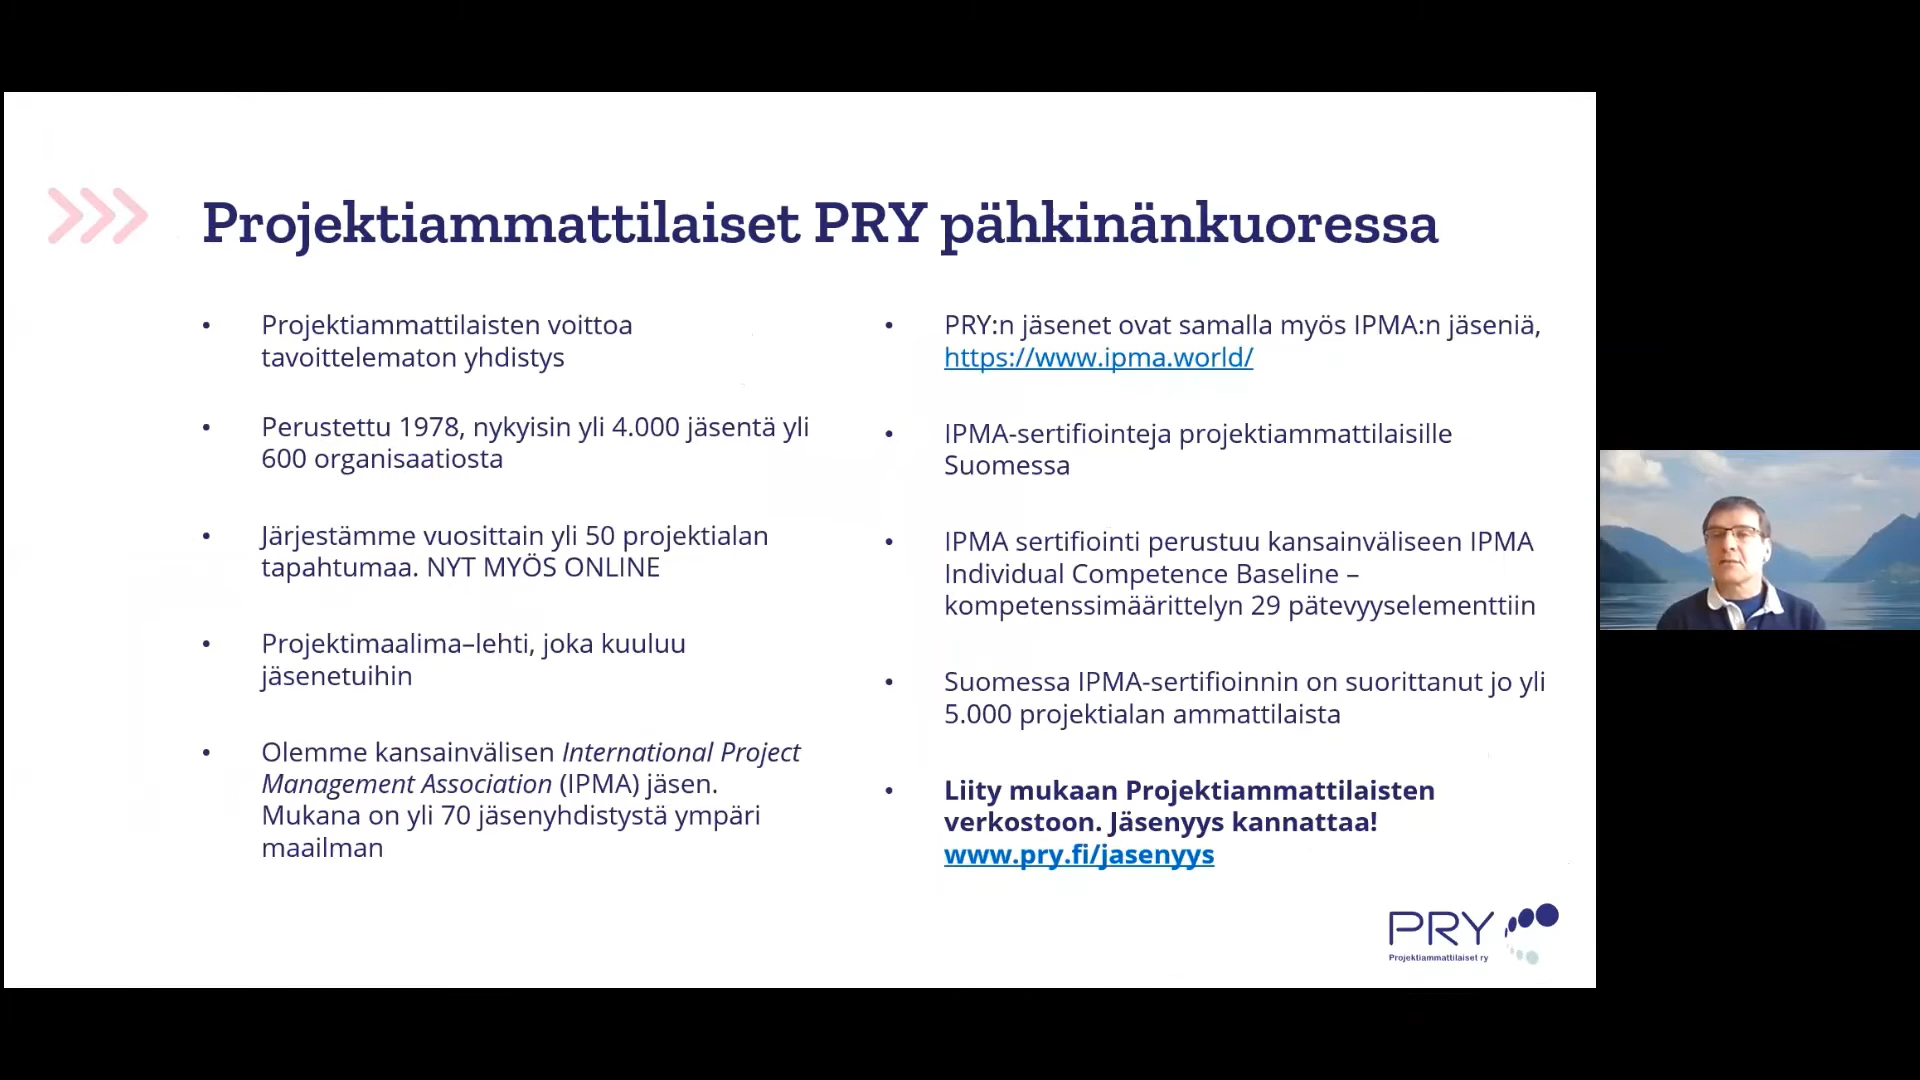 Projektiammattilaiset PRY pähkinänkuoressa
• Projektiammattilaisten voittoa
tavoittelematon yhdistys
• Perustettu 1978, nykyisin yli 4.000 jäsentä yli
600 organisaatiosta
• Järjestämme vuosittain yli 50 projektialan
tapahtumaa. NYT MYÖS ONLINE
• Projektimaalima–lehti, joka kuuluu
jäsenetuihin
• Olemme kansainvälisen International Project
Management Association (IPMA) jäsen.
Mukana on yli 70 jäsenyhdistystä ympäri
maailman
• PRY:n jäsenet ovat samalla myös IPMA:n jäseniä,
https://www.ipma.world/
• IPMA-sertifiointeja projektiammattilaisille
Suomessa
• IPMA sertifiointi perustuu kansainväliseen IPMA
Individual Competence Baseline –
kompetenssimäärittelyn 29 pätevyyselementtiin
• Suomessa IPMA-sertifioinnin on suorittanut jo yli
5.000 projektialan ammattilaista
• Liity mukaan Projektiammattilaisten
verkostoon. Jäsenyys kannattaa!
www.pry.fi/jasenyys
PRY
Projektiammattilaiset ry